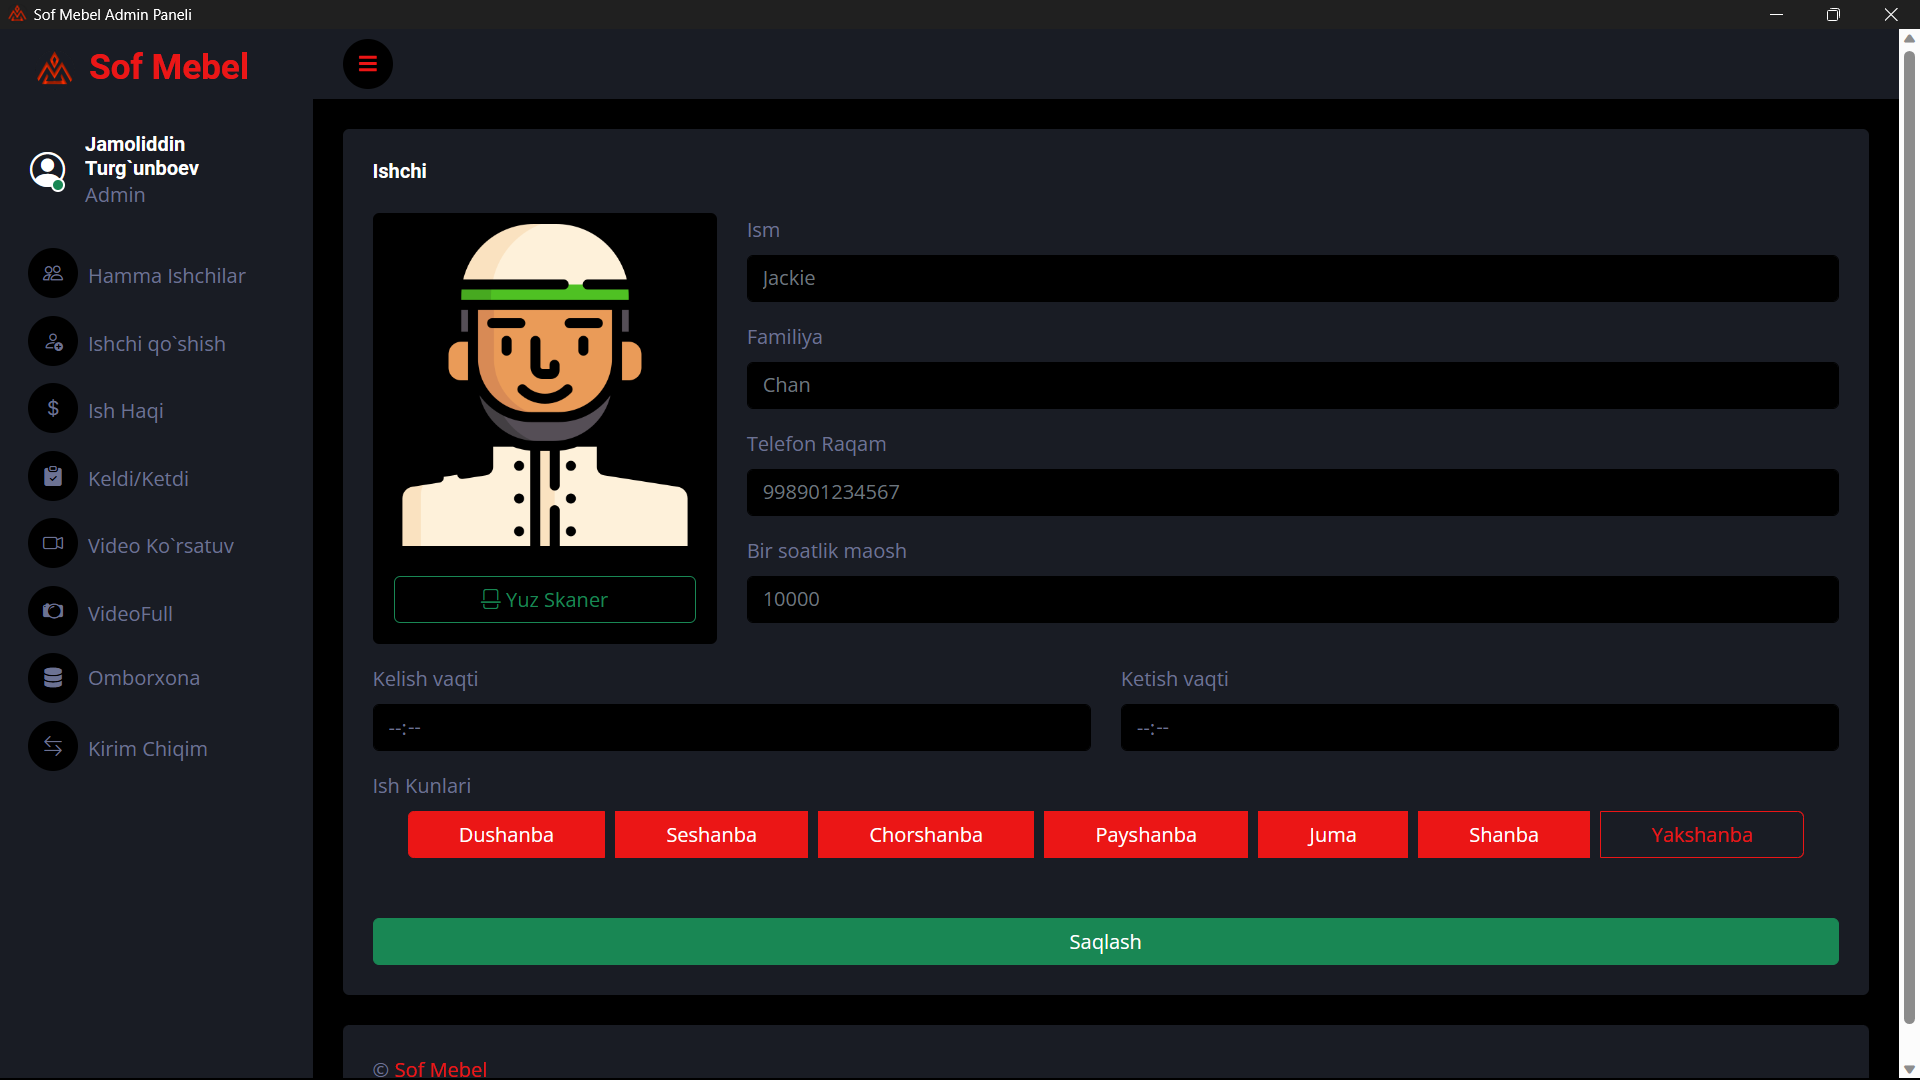 Sof Mebel Admin Paneli
Sof Mebel
Jamoliddin
Turg`unboev
Admin
Hamma Ishchilar
Ishchi qo`shish
Ish Haqi
Keldi/Ketdi
Video Ko`rsatuv
VideoFull
Omborxona
Kirim Chiqim
Ishchi
Yuz Skaner
Ism
Jackie
Familiya
Chan
Telefon Raqam
998901234567
Bir soatlik maosh
10000
Kelish vaqti
--:--
Ketish vaqti
--:--
Ish Kunlari
Dushanba Seshanba Chorshanba Payshanba Juma Shanba Yakshanba
Saqlash
© Sof Mebel